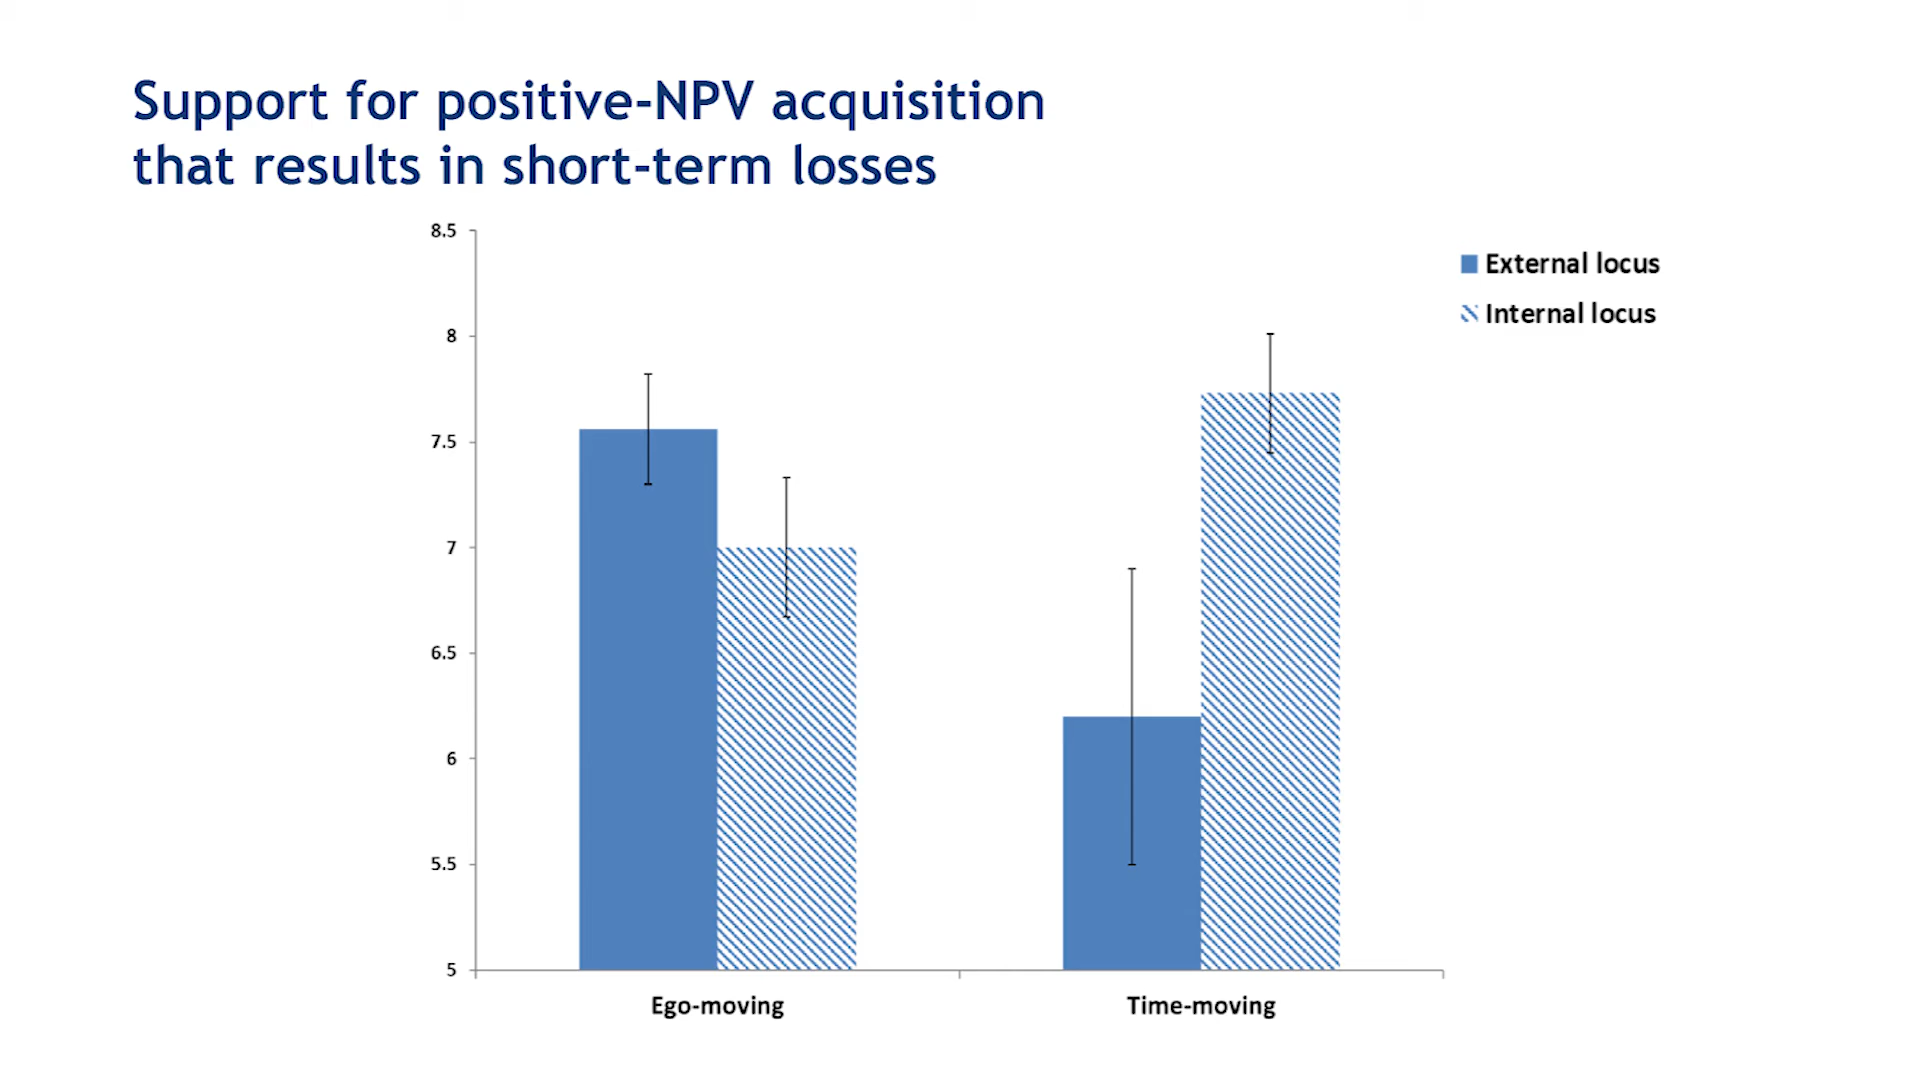 Support for positive-NPV acquisition
that results in short-term losses
8.5
8
7.5
7
6.5
6
5.5
5
Ego-moving
Time-moving
External locus
Internal locus